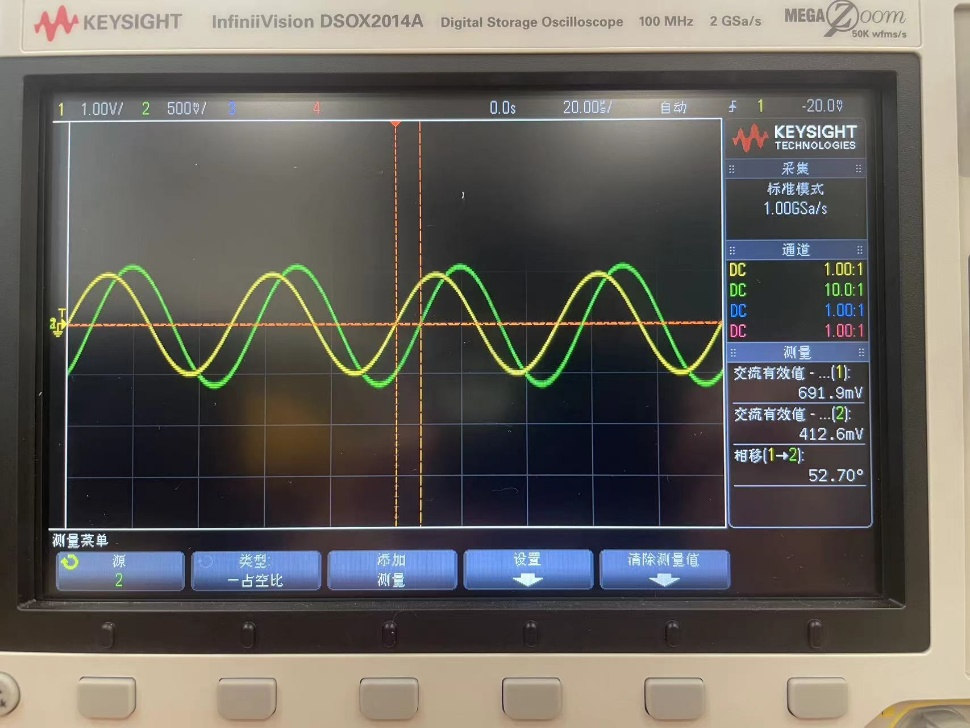 KEYSIGHT InfiniiVision DSOX2014A Digital Storage Oscilloscope 100 MHz 2 GSa/s MEGA Zoom
50K wfms/s
1 1.00V/ 2 500♉/ 3 4 0.0s 20.00㎲/ 自动 1 -20.0♉
KEYSIGHT
TECHNOLOGIES
采集
标准模式
1.00GSa/s
通道
DC 1.00:1
DC 10.0:1
DC 1.00:1
DC 1.00:1
测量
交流有效值 - ...(1):
691.9mV
交流有效值 - ...(2):
412.6mV
相移(1→2):
52.70°
T
2
测量菜单
源
2
类型:
一占空比
添加
测量
设置
清除测量值